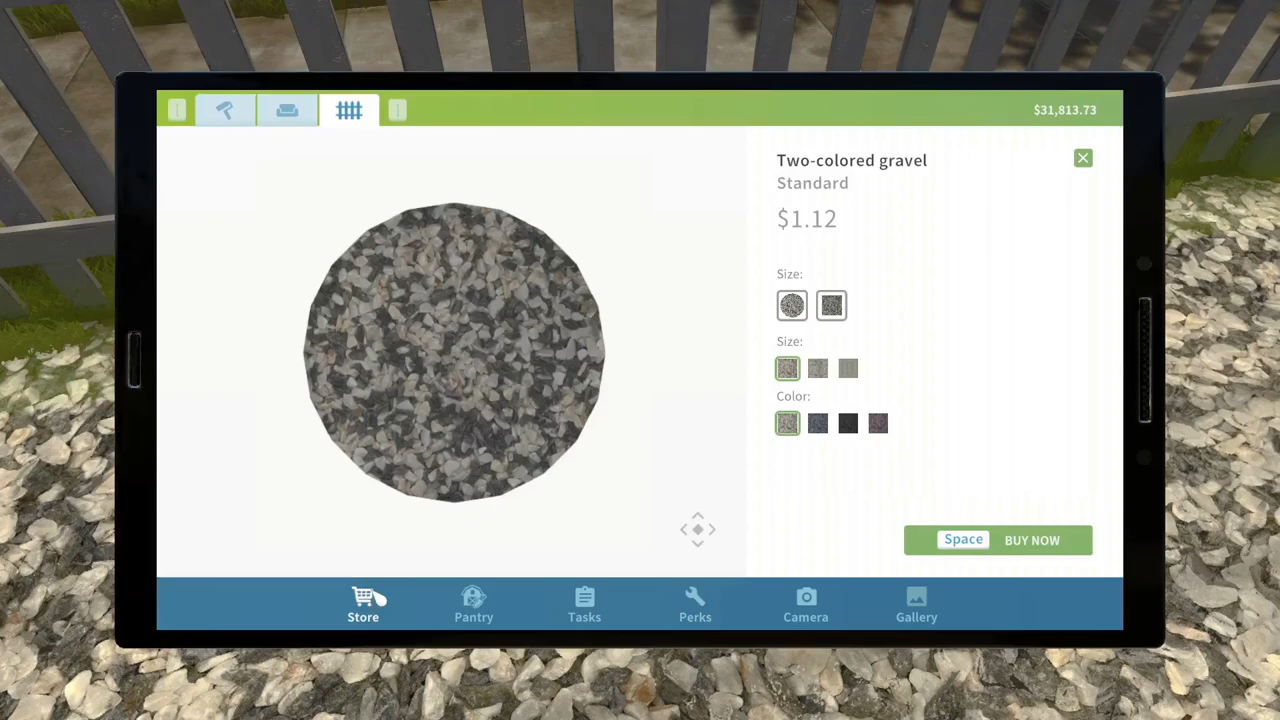 $31,813.73
Two-colored gravel
Standard
$1.12
Size:
Size:
Color:
Space BUY NOW
Store Pantry Tasks Perks Camera Gallery